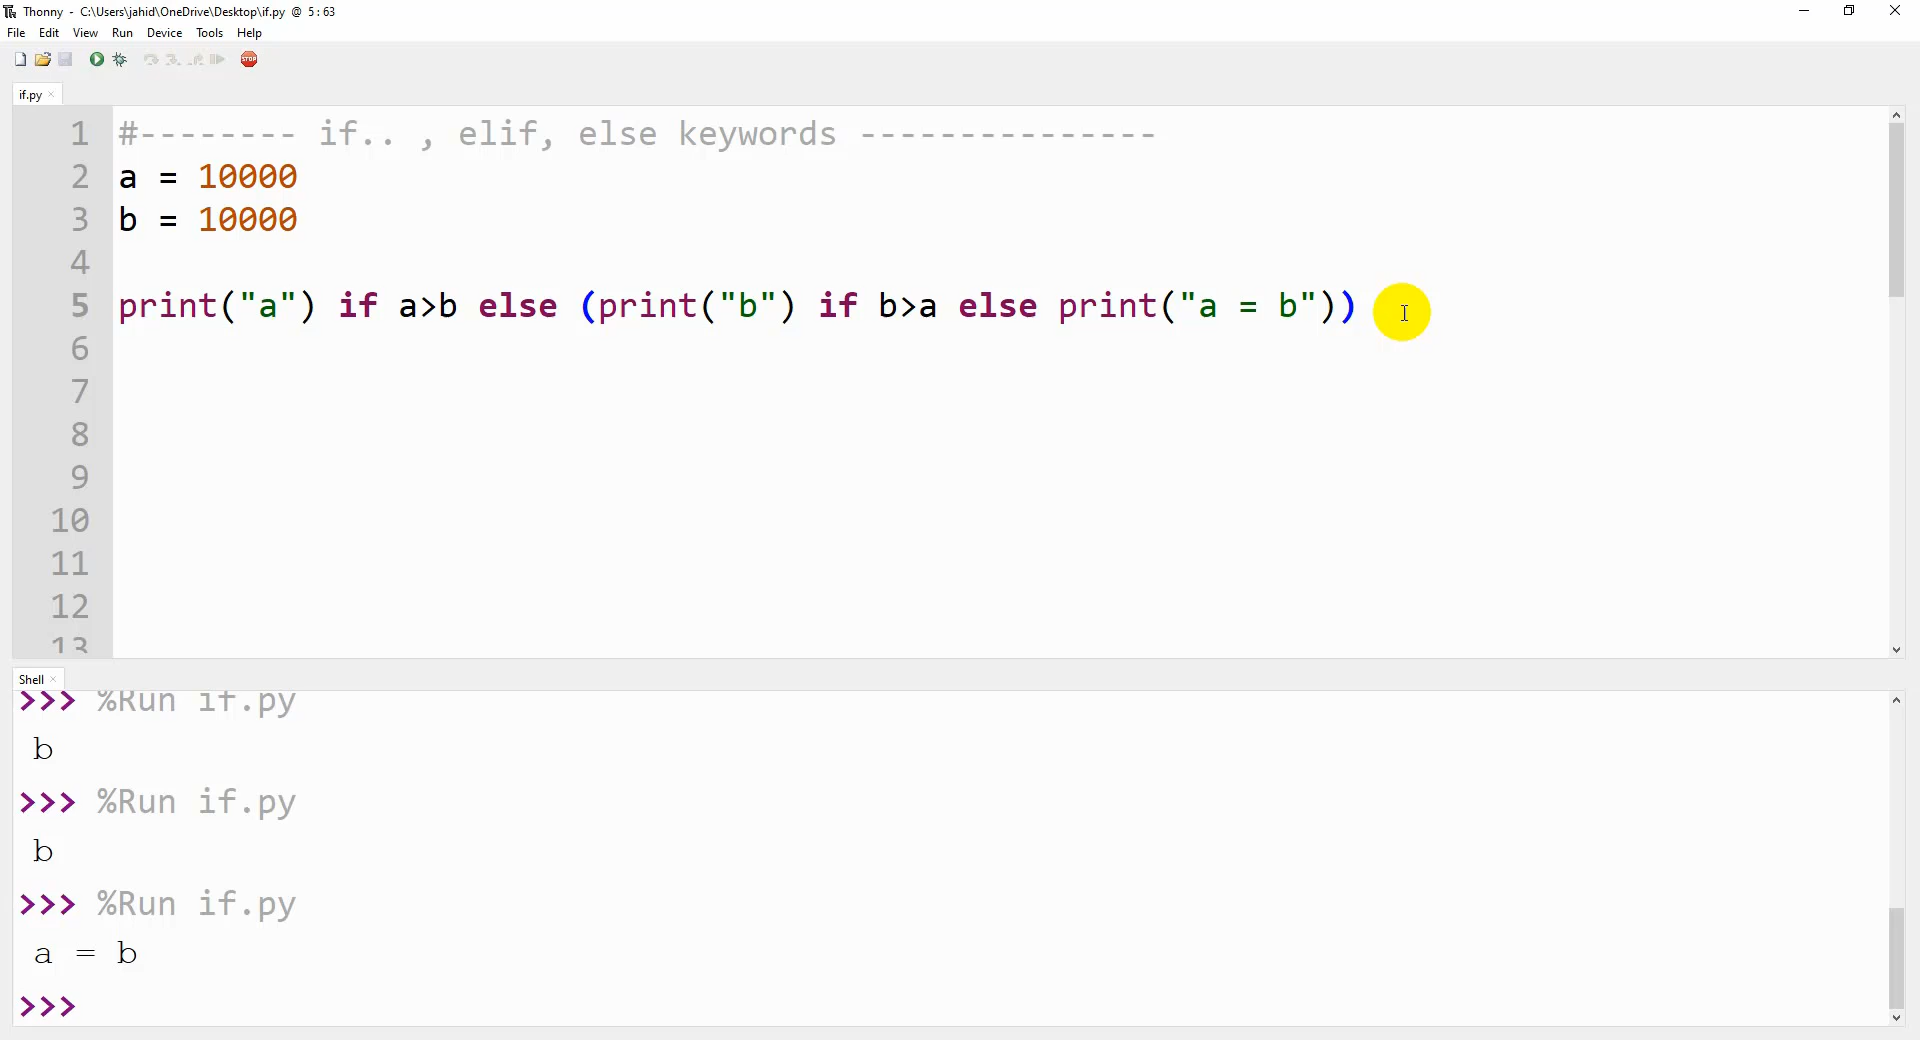 Thonny - C:\Users\jahid\OneDrive\Desktop\if.py @ 5:63
File Edit View Run Device Tools Help
STOP
if.py
1 #-------- if.. , elif, else keywords ---------------
2 a = 10000
3 b = 10000
4
5 print("a") if a>b else (print("b") if b>a else print("a = b"))
6
7
8
9
10
11
12
13
Shell
>>> %Run if.py
b
>>> %Run if.py
b
>>> %Run if.py
a = b
>>>